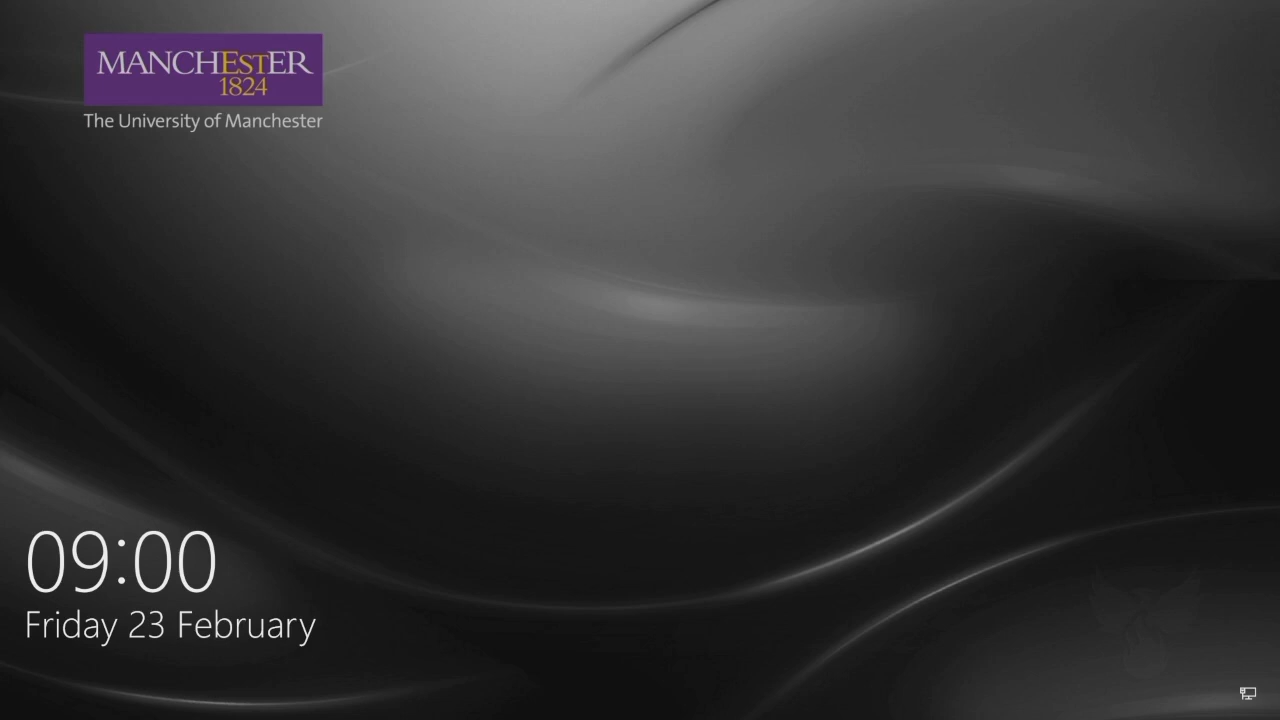 MANCHEStER
1824
The University of Manchester
09:00
Friday 23 February